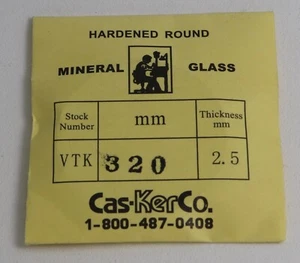 HARDENED ROUND
MINERAL GLASS
Stock Number mm Thickness mm
VTK 320 2.5
Cas-KerCo.
1-800-487-0408